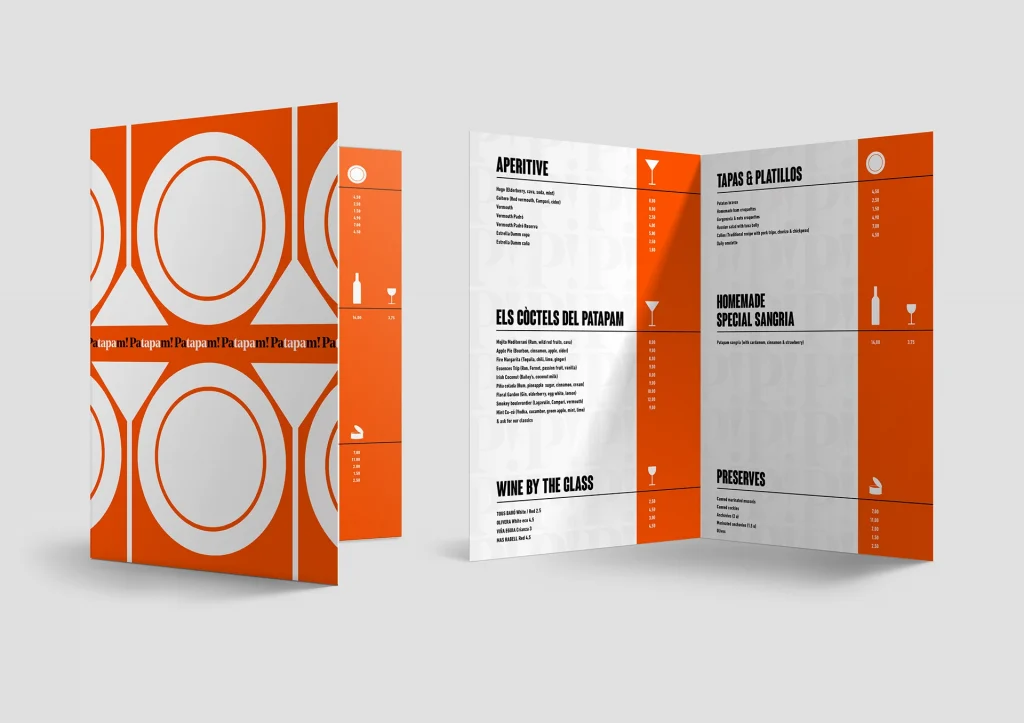 Patapam! Patapam! Patapam! Patapam! Pat
APERITIVE
Hugo (Elderberry, cava, soda, mint)
Guitare (Red vermouth, Campari, cider)
Vermouth
Vermouth Padró
Vermouth Padró Reserva
Estrella Damm copa
Estrella Damm caña
ELS CÒCTELS DEL PATAPAM
Mojito Mediterrani (Rum, wild red fruits, cava)
Apple Pie (Bourbon, cinnamon, apple, cider)
Fire Margarita (Tequila, chili, lime, ginger)
Essences Trip (Ron, Fernet, passion fruit, vanilla)
Irish Caramel (Bailey's, coconut milk)
Piña colada (Rum, pineapple sugar, cinnamon, cream)
Floral Garden (Gin, elderberry, egg white, lemon)
Smokey boulevardier (Lagavulin, Campari, vermouth)
Mint Co-co (Vodka, cucumber, green apple, mint, lime)
& ask for our classics
WINE BY THE GLASS
TOUS BARÓ White / Red 2.5
OLIVERA White eco 4.5
VIÑA EGUIA Crianza 3
MAS RABELL Red 4.5
TAPAS & PLATILLOS
Patatas bravas
Homemade ham croquettes
Gorgonzola & nuts croquettes
Russian salad with tuna belly
Callos (Traditional recipe with pork tripe, chorizo & chickpeas)
Daily omelette
HOMEMADE
SPECIAL SANGRIA
Patapam sangria (with cardamom, cinnamon & strawberry)
14,00 3,75
PRESERVES
Canned marinated mussels
Canned cockles
Anchovies (2 u)
Marinated anchovies (1,5 u)
Olives